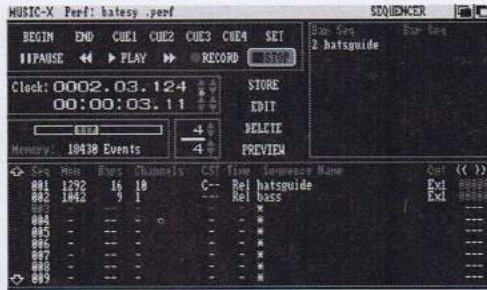 MUSIC-X Perf: batesy .perf SEQUENCER
BEGIN END CUE1 CUE2 CUE3 CUE4 SET
PAUSE PLAY RECORD STOP
Bar Seq Bar Seq
2 hatsguide
Clock: 0002.03.124
00:00:03.11
STORE
EDIT
DELETE
PREVIEW
4
4
Memory: 18430 Events
Seq Mem Bars Channels CST Time Sequence Name Out (( ))
001 1292 16 10 C-- Rel hatsguide Ex1
002 1042 9 1 --- Rel bass Ex1
004 -- -- -- - -- * ---
005 -- -- -- - -- * ---
006 -- -- -- - -- * ---
007 -- -- -- - -- * ---
008 -- -- -- - -- * ---
009 -- -- -- - -- * ---